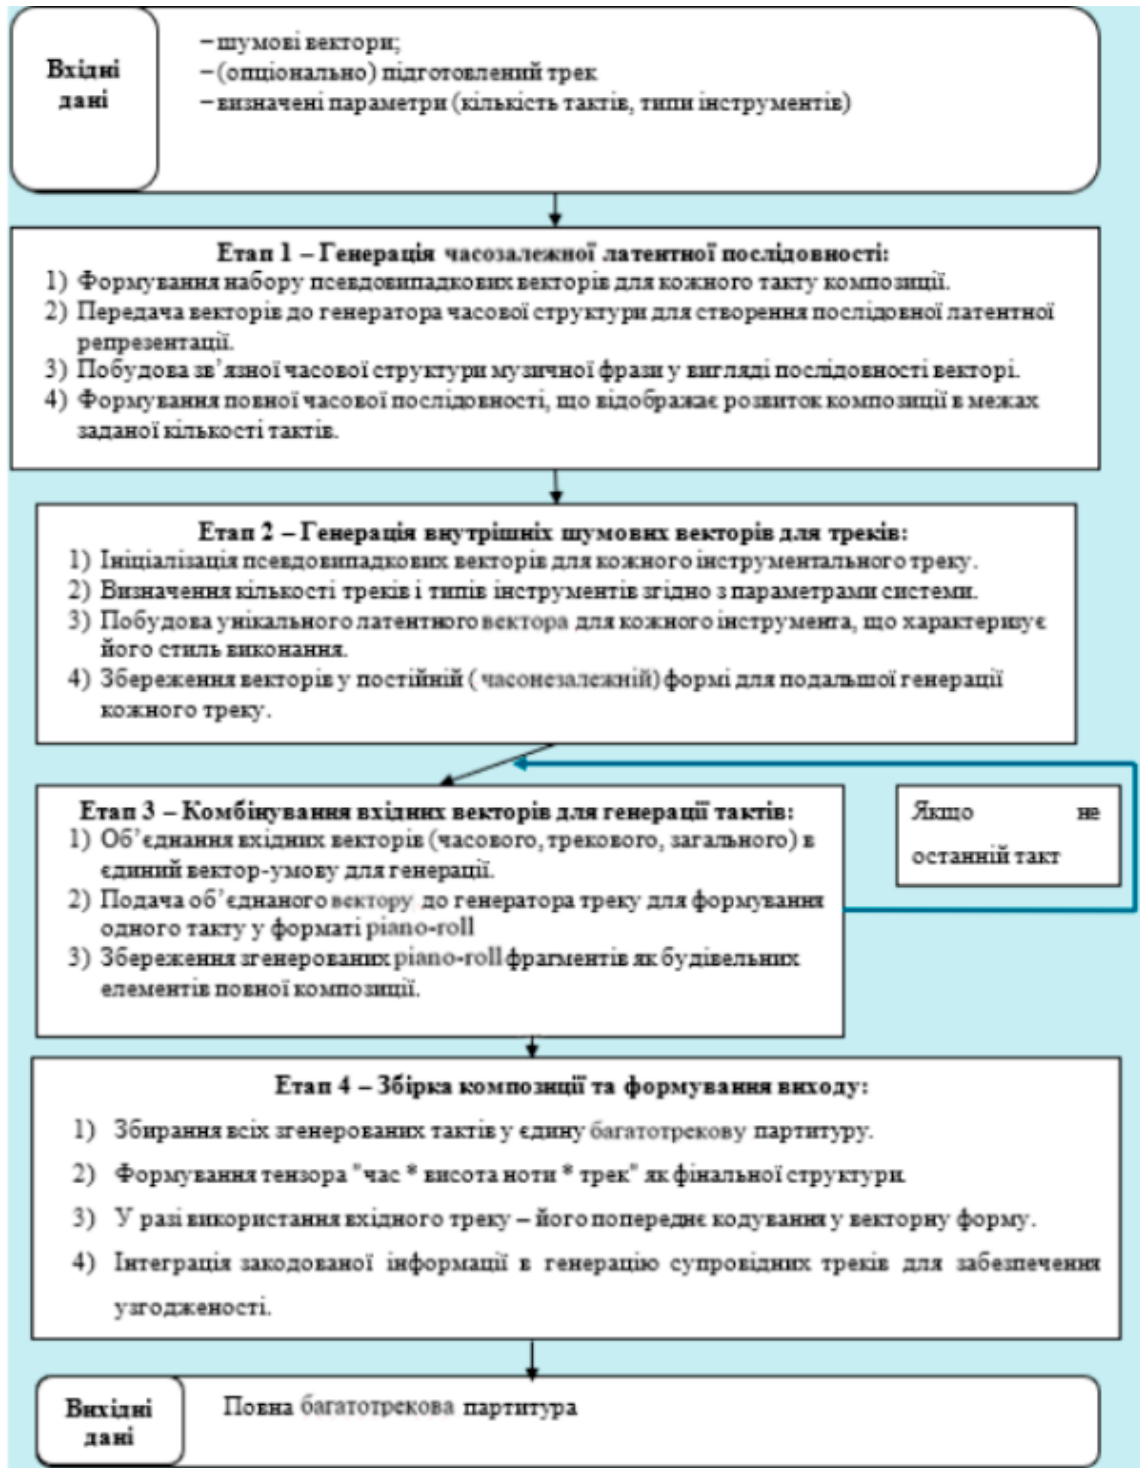 Вхідні
дані
– шумові вектори;
– (опціонально) підготовлений трек
– визначені параметри (кількість тактів, типи інструментів)
Етап 1 – Генерація часозалежної латентної послідовності:
1) Формування набору псевдовипадкових векторів для кожного такту композиції.
2) Передача векторів до генератора часової структури для створення послідовної латентної
репрезентації.
3) Побудова зв’язної часової структури музичної фрази у вигляді послідовності векторі.
4) Формування повної часової послідовності, що відображає розвиток композиції в межах
заданої кількості тактів.
Етап 2 – Генерація внутрішніх шумовних векторів для треків:
1) Ініціалізація псевдовипадкових векторів для кожного інструментального треку.
2) Визначення кількості треків і типів інструментів згідно з параметрами системи.
3) Побудова унікального латентного вектора для кожного інструмента, що характеризує
його стиль виконання.
4) Збереження векторів у постійній ( часонезалежній) формі для подальшої генерації
кожного треку.
Етап 3 – Комбінування вхідних векторів для генерації тактів:
1) Об’єднання вхідних векторів (часового, трекового, загального) в
єдиний вектор-умову для генерації.
2) Подача об’єднаного вектору до генератора треку для формування
одного такту у форматі piano-roll
3) Збереження згенерованих piano-roll фрагментів як будівельних
елементів повної композиції.
Якщо не
останній такт
Етап 4 – Збірка композиції та формування виходу:
1) Збирання всіх згенерованих тактів у єдину багатотрекову партитуру.
2) Формування тензора "час * висота ноти * трек" як фінальної структури.
3) У разі використання вхідного треку – його попереднє кодування у векторну форму.
4) Інтеграція закодованої інформації в генерацію супровідних треків для забезпечення
узгодженості.
Вихідні
дані
Повна багатотрекова партитура